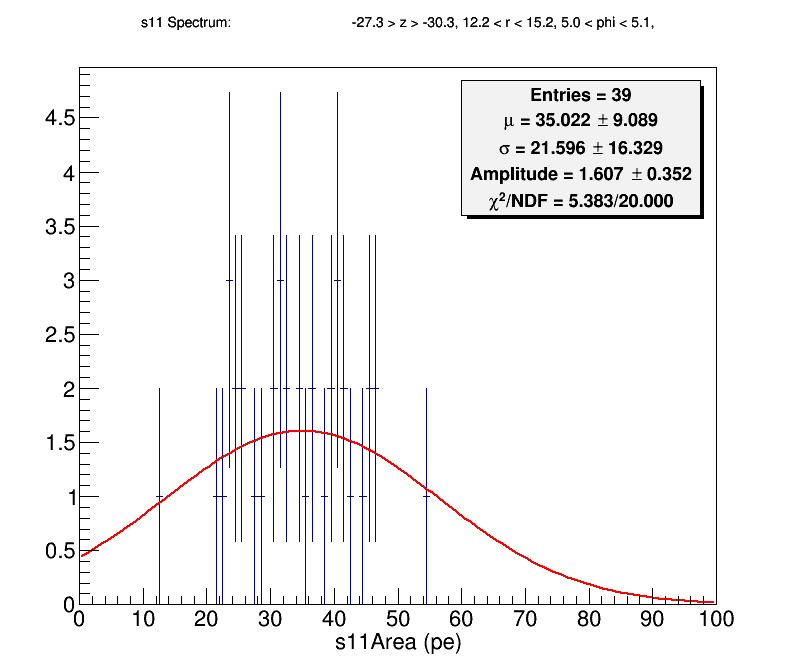 s11 Spectrum: -27.3 > z > -30.3, 12.2 < r < 15.2, 5.0 < phi < 5.1,
Entries = 39
μ = 35.022 ± 9.089
σ = 21.596 ± 16.329
Amplitude = 1.607 ± 0.352
χ²/NDF = 5.383/20.000
4.5
4
3.5
3
2.5
2
1.5
1
0.5
0
0 10 20 30 40 50 60 70 80 90 100
s11Area (pe)